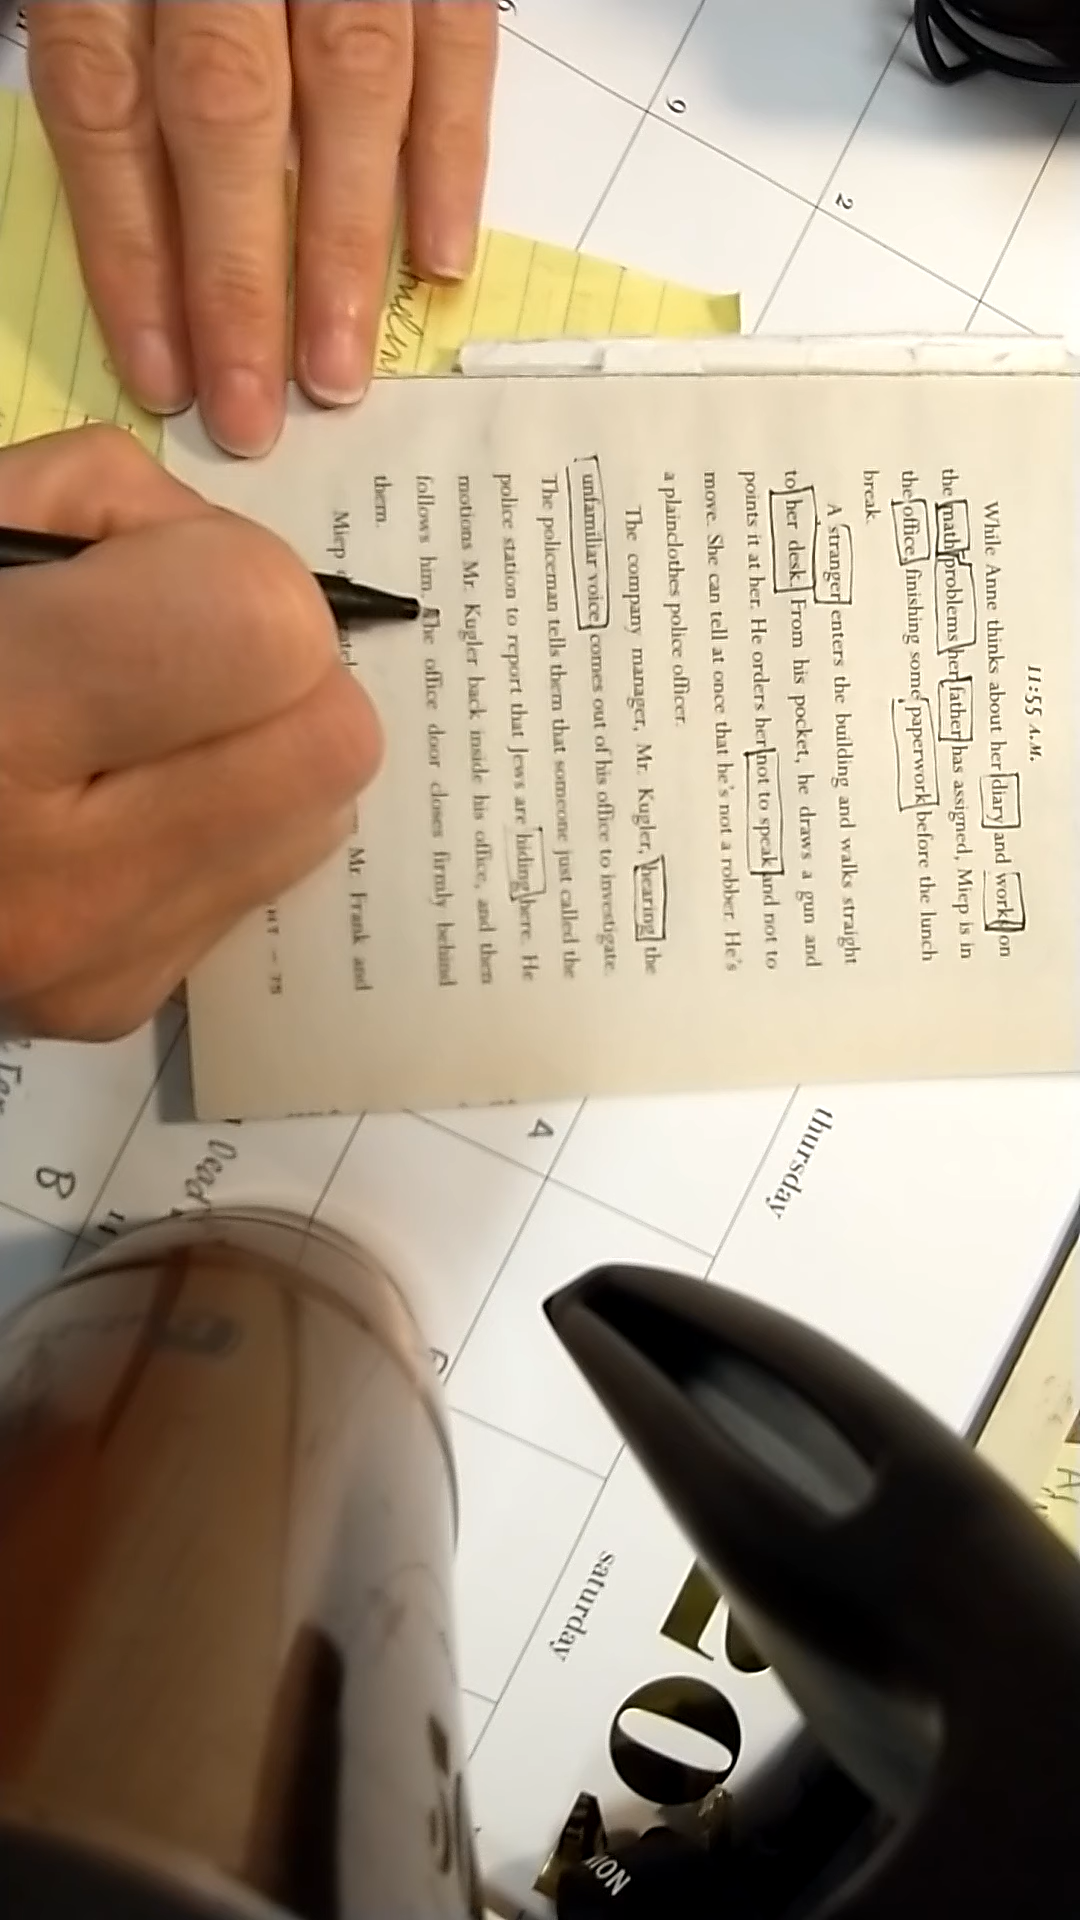 11:55 A.M.
While Anne thinks about her diary and work on
the math problems her father has assigned, Miep is in
the office, finishing some paperwork before the lunch
break.
A stranger enters the building and walks straight
to her desk. From his pocket, he draws a gun and
points it at her. He orders her not to speak and not to
move. She can tell at once that he's not a robber. He's
a plainclothes police officer.
The company manager, Mr. Kugler, hearing the
unfamiliar voice, comes out of his office to investigate.
The policeman tells them that someone just called the
police station to report that Jews are hiding here. He
motions Mr. Kugler back inside his office, and then
follows him. The office door closes firmly behind
them.
Miep Mr. Frank and
75
9
2
4
thursday
saturday
11
B
Dead
NOW